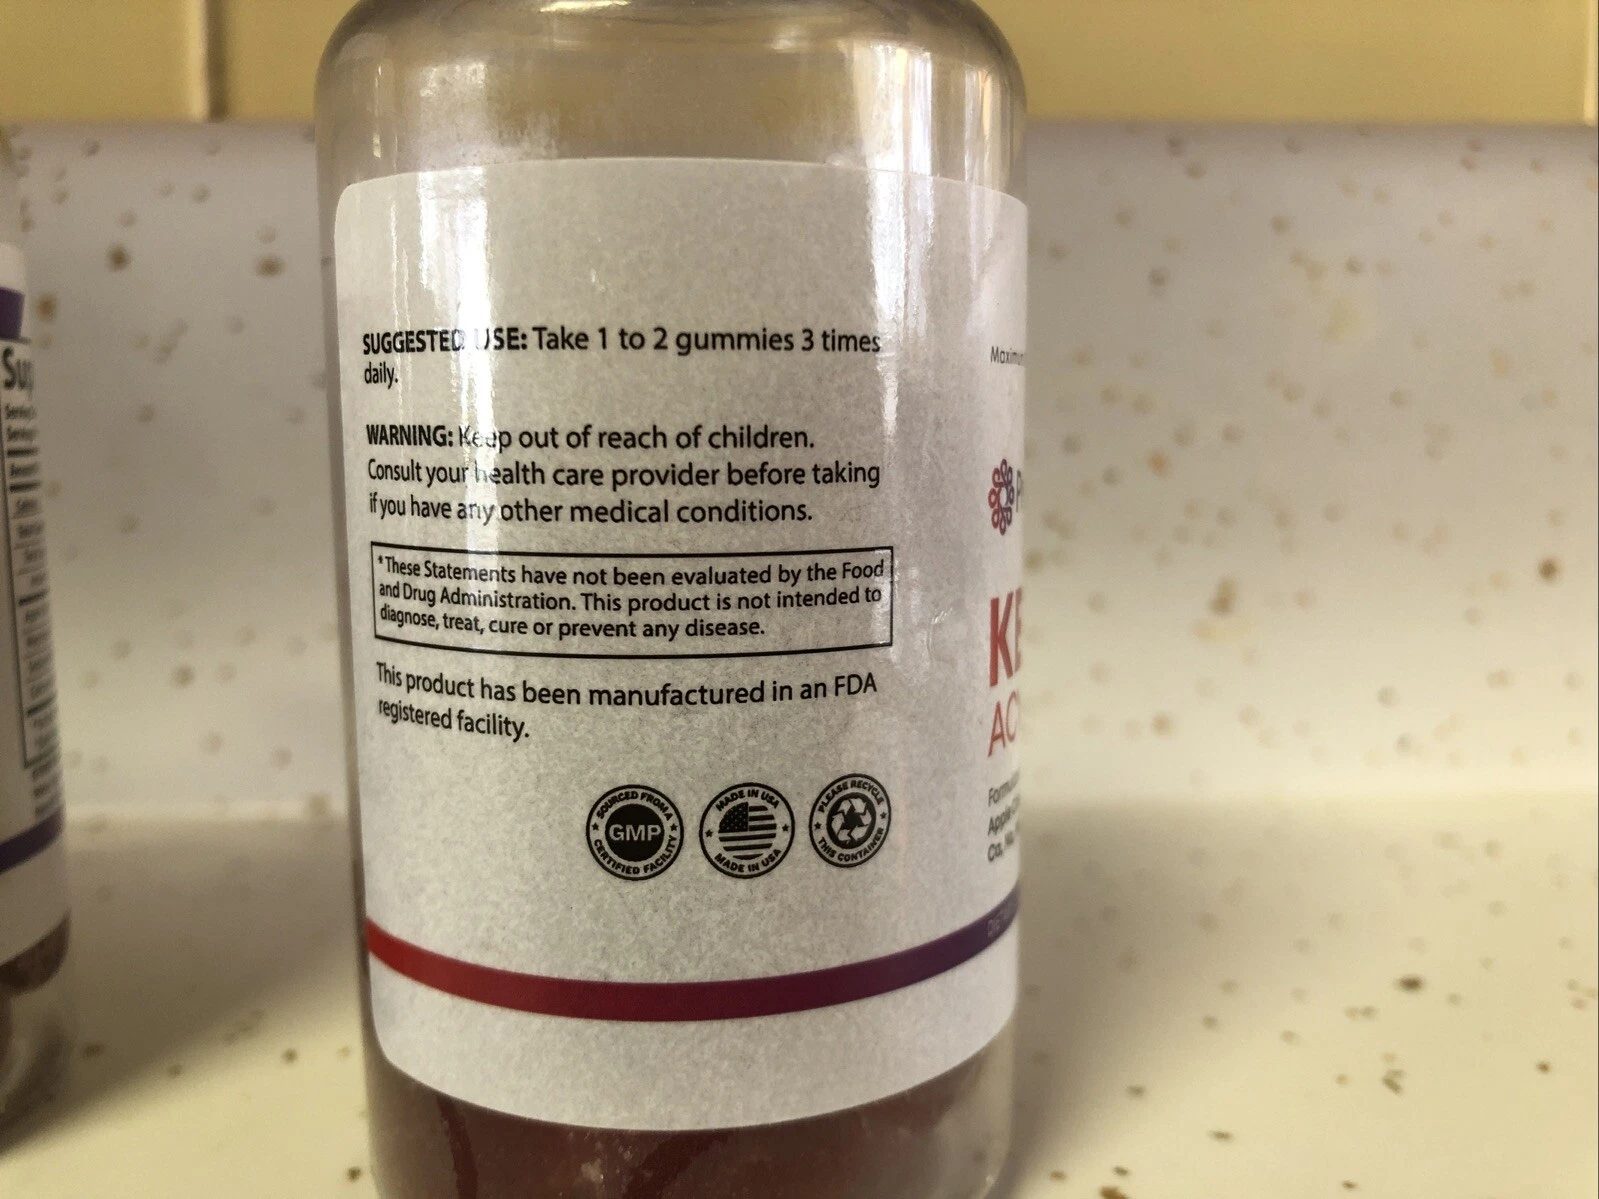 SUGGESTED USE: Take 1 to 2 gummies 3 times
daily.
WARNING: Keep out of reach of children.
Consult your health care provider before taking
if you have any other medical conditions.
*These Statements have not been evaluated by the Food
and Drug Administration. This product is not intended to
diagnose, treat, cure or prevent any disease.
This product has been manufactured in an FDA
registered facility.
SOURCED FROM A
GMP
CERTIFIED FACILITY
MADE IN USA
MADE IN USA
PLEASE RECYCLE
THIS CONTAINER